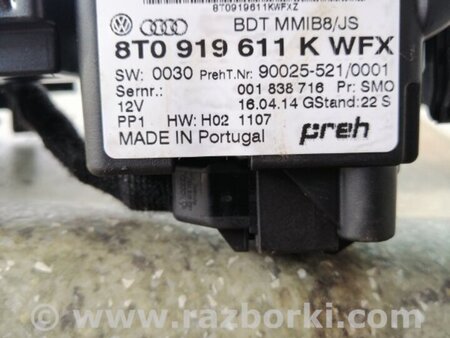 8T0919611KWFXZ
BDT MMIB8/JS
8T0 919 611 K WFX
SW: 0030 PrehT.Nr: 90025-521/0001
Sernr.: 001 838 716 Pr: SMO
12V 16.04.14 GStand: 22 S
PP1 HW: H02 1107
MADE IN Portugal preh
© www.razborki.com